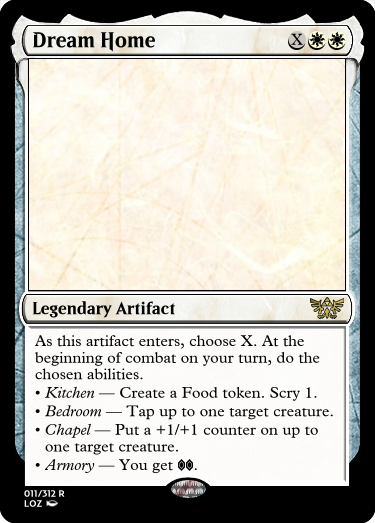 Dream Home X
Legendary Artifact
As this artifact enters, choose X. At the
beginning of combat on your turn, do the
chosen abilities.
• Kitchen — Create a Food token. Scry 1.
• Bedroom — Tap up to one target creature.
• Chapel — Put a +1/+1 counter on up to
one target creature.
• Armory — You get .
011/312 R
LOZ